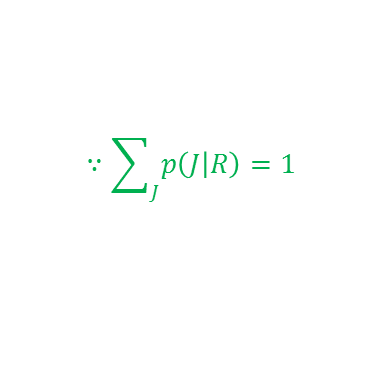 ∵ ∑_J p(J|R) = 1